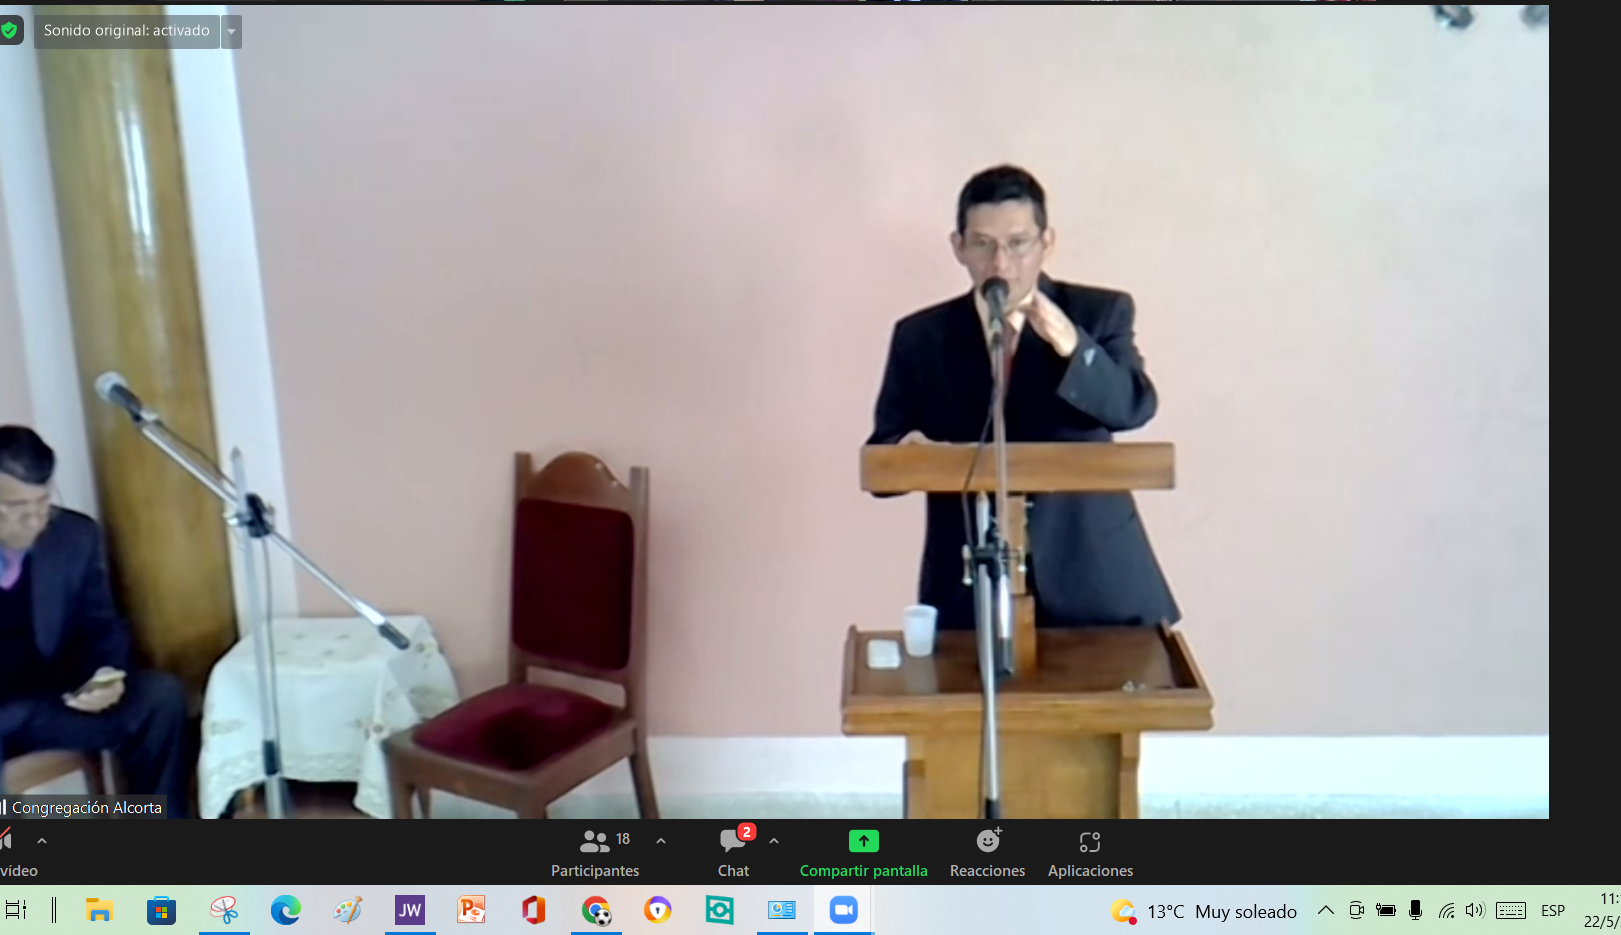 Sonido original: activado
Congregación Alcorta
vídeo
18
Participantes
2
Chat
Compartir pantalla
Reacciones
Aplicaciones
JW
13°C Muy soleado
ESP
11:
22/5/